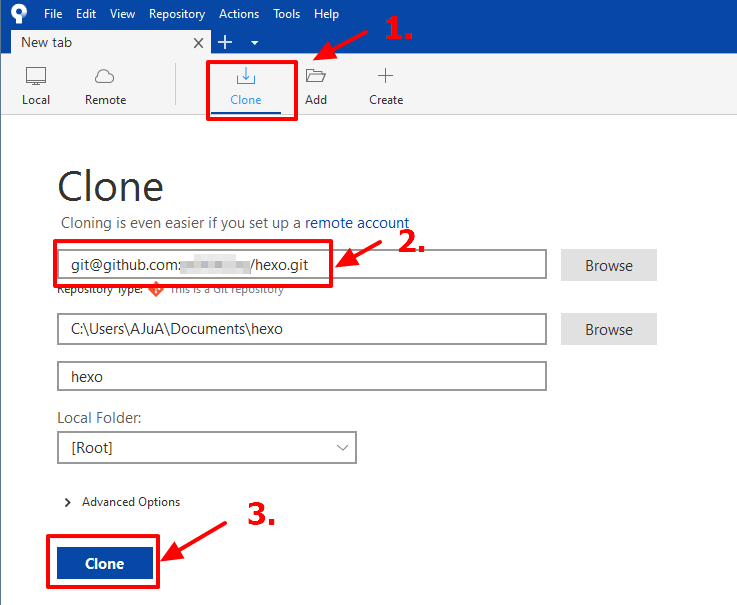 File Edit View Repository Actions Tools Help
1.
New tab
Local Remote Clone Add Create
Clone
Cloning is even easier if you set up a remote account
2.
git@github.com: /hexo.git Browse
Repository Type: This is a Git repository
C:\Users\AJuA\Documents\hexo Browse
hexo
Local Folder:
[Root]
Advanced Options
3.
Clone